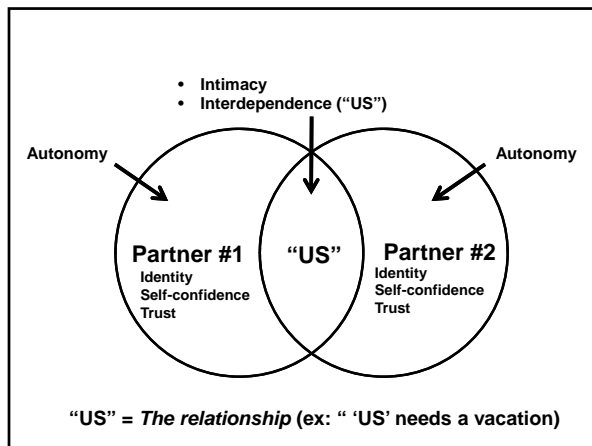 • Intimacy
• Interdependence (“US”)
Autonomy
Autonomy
Partner #1
Identity
Self-confidence
Trust
“US”
Partner #2
Identity
Self-confidence
Trust
“US” = The relationship (ex: “ ‘US’ needs a vacation)